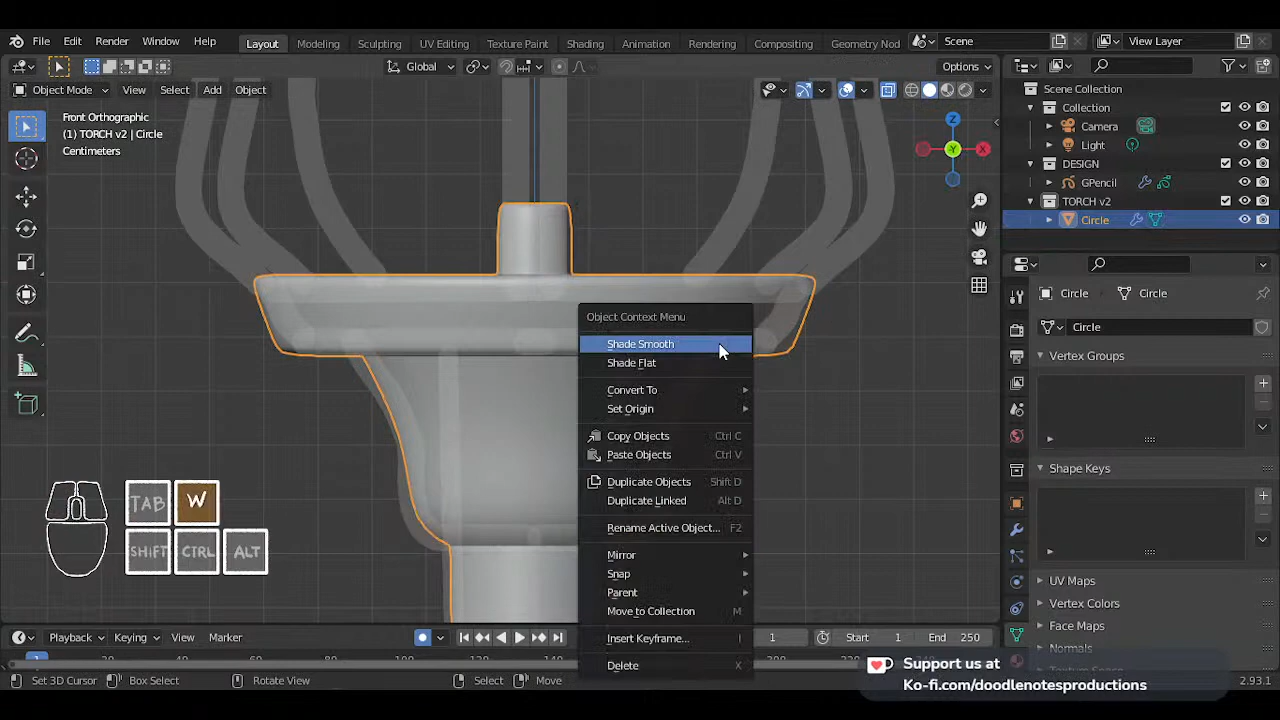 File Edit Render Window Help Layout Modeling Sculpting UV Editing Texture Paint Shading Animation Rendering Compositing Geometry Nod Scene View Layer
Global Options
Object Mode View Select Add Object
Front Orthographic
(1) TORCH v2 | Circle
Centimeters
Z
Y
X
Scene Collection
Collection
Camera
Light
DESIGN
GPencil
TORCH v2
Circle
Circle Circle
Circle
Vertex Groups
Shape Keys
UV Maps
Vertex Colors
Face Maps
Normals
Object Context Menu
Shade Smooth
Shade Flat
Convert To
Set Origin
Copy Objects Ctrl C
Paste Objects Ctrl V
Duplicate Objects Shift D
Duplicate Linked Alt D
Rename Active Object... F2
Mirror
Snap
Parent
Move to Collection M
Insert Keyframe... I
Delete X
TAB W
SHIFT CTRL ALT
Playback Keying View Marker 1 Start 1 End 250
Set 3D Cursor Box Select Rotate View Select Move 2.93.1
Support us at
Ko-fi.com/doodlenotesproductions